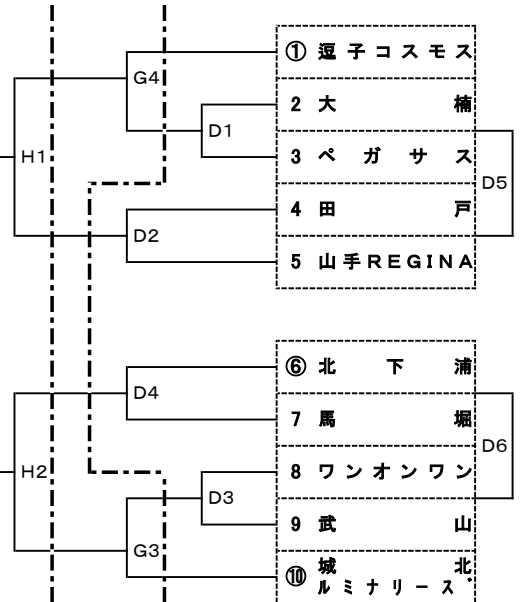 ① 逗子コスモス
G4
2 大楠
D1
H1
3 ペガサス
D5
4 田戸
D2
5 山手REGINA
⑥ 北下浦
D4
7 馬堀
D6
H2
8 ワンオンワン
D3
9 武山
G3
⑩ 城北
ルミナリーズ